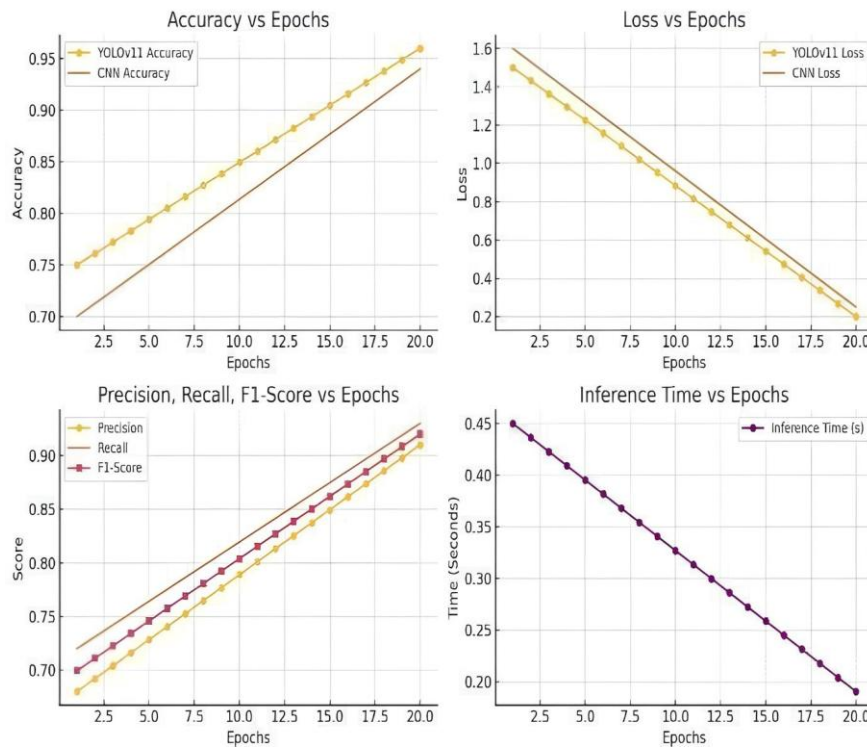 Accuracy vs Epochs
YOLOv11 Accuracy
CNN Accuracy
0.95
0.90
0.85
0.80
0.75
0.70
Accuracy
2.5 5.0 7.5 10.0 12.5 15.0 17.5 20.0
Epochs
Loss vs Epochs
YOLOv11 Loss
CNN Loss
1.6
1.4
1.2
1.0
0.8
0.6
0.4
0.2
Loss
2.5 5.0 7.5 10.0 12.5 15.0 17.5 20.0
Epochs
Precision, Recall, F1-Score vs Epochs
Precision
Recall
F1-Score
0.90
0.85
0.80
0.75
0.70
Score
2.5 5.0 7.5 10.0 12.5 15.0 17.5 20.0
Epochs
Inference Time vs Epochs
Inference Time (s)
0.45
0.40
0.35
0.30
0.25
0.20
Time (Seconds)
2.5 5.0 7.5 10.0 12.5 15.0 17.5 20.0
Epochs